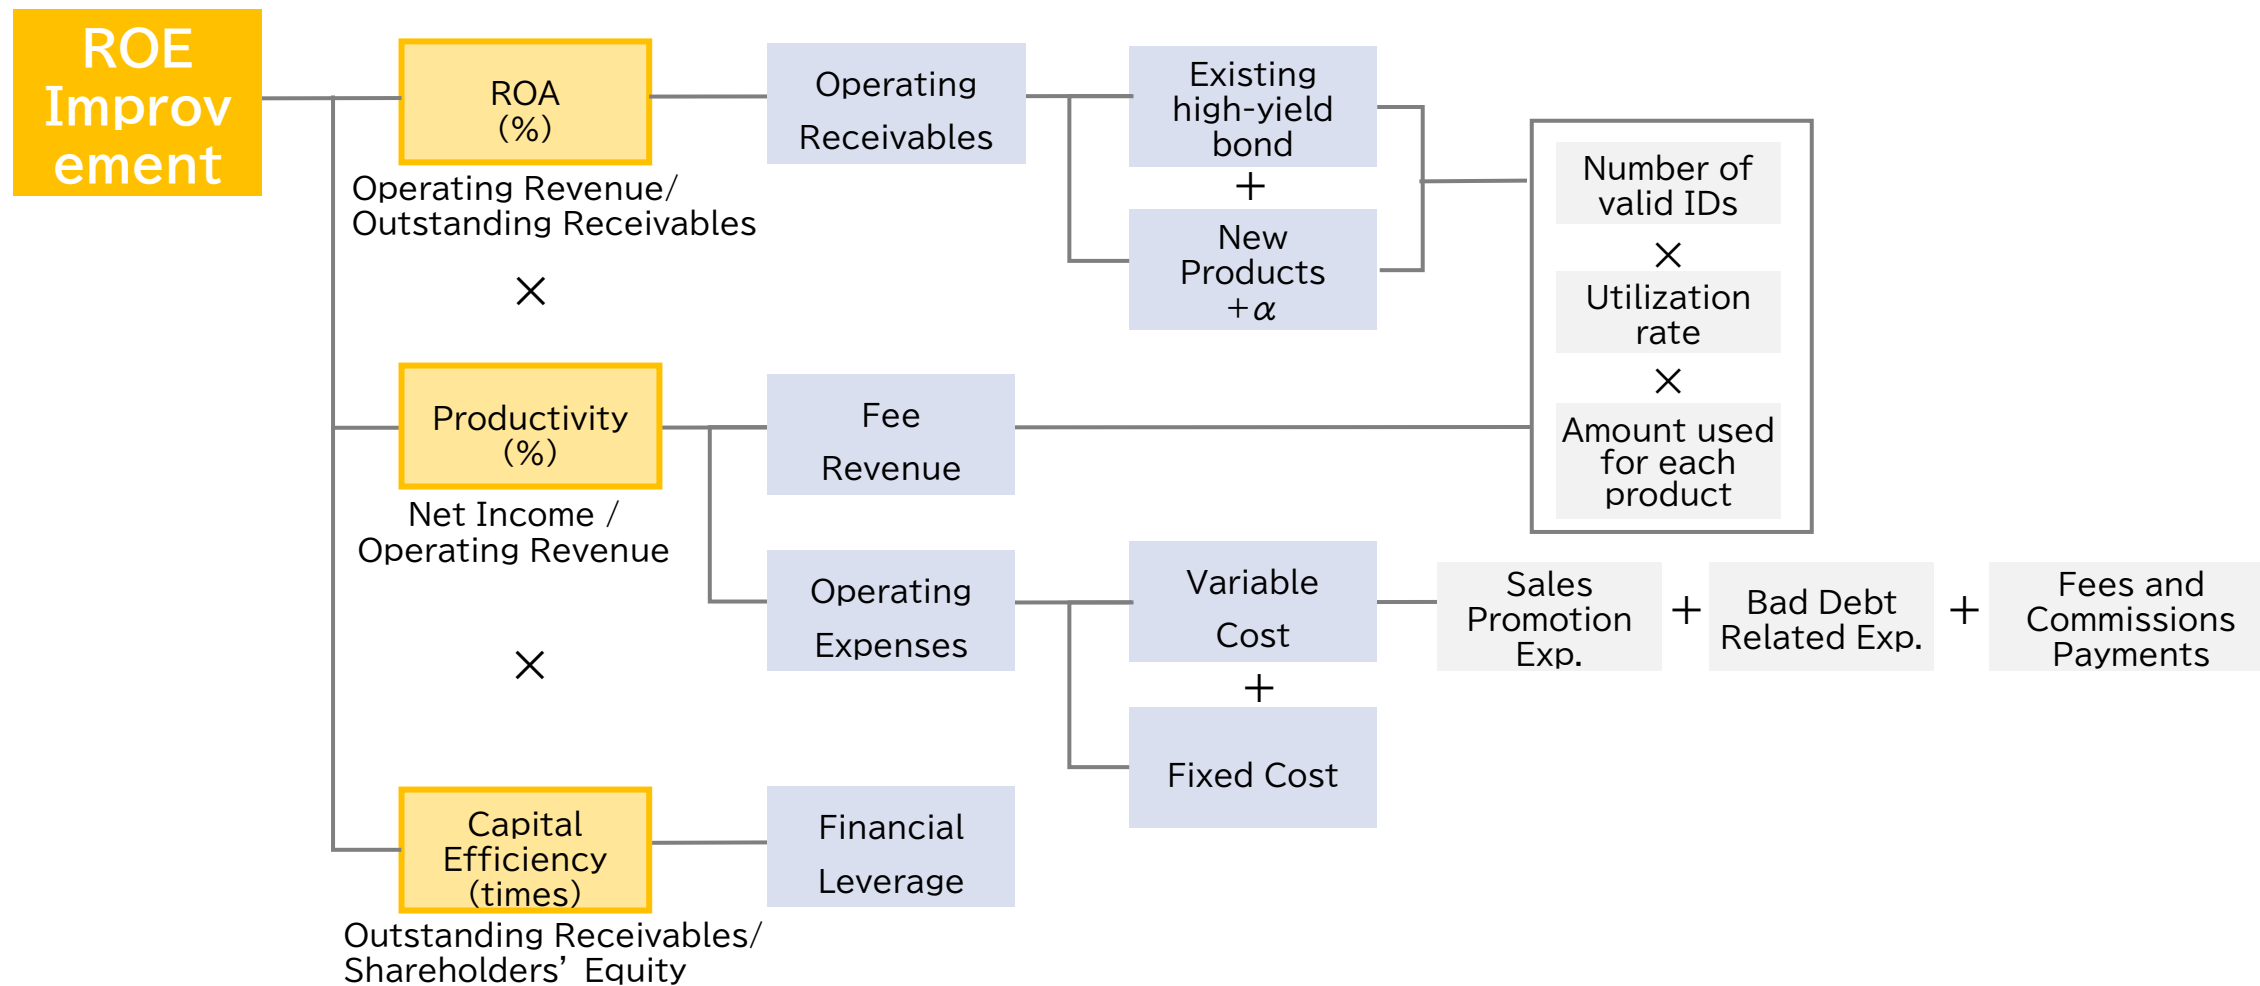 ROE
Improv
ement
ROA
(%)
Operating Revenue/
Outstanding Receivables
×
Productivity
(%)
Net Income /
Operating Revenue
×
Capital
Efficiency
(times)
Outstanding Receivables/
Shareholders’ Equity
Operating
Receivables
Fee
Revenue
Operating
Expenses
Financial
Leverage
Existing
high-yield
bond
+
New
Products
+α
Variable
Cost
+
Fixed Cost
Number of
valid IDs
×
Utilization
rate
×
Amount used
for each
product
Sales
Promotion
Exp.
+
Bad Debt
Related Exp.
+
Fees and
Commissions
Payments